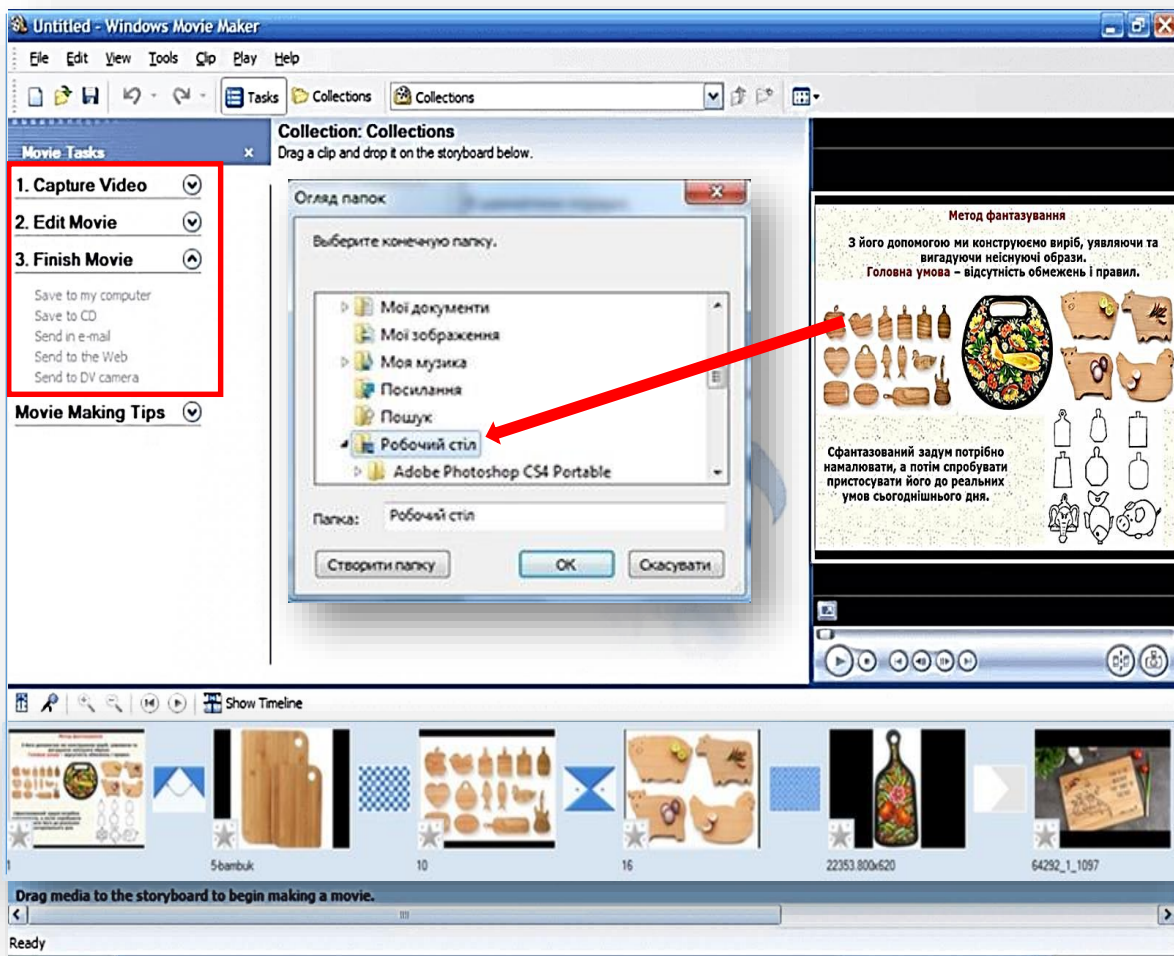 Untitled - Windows Movie Maker
File Edit View Tools Clip Play Help
Tasks Collections Collections
Movie Tasks
Collection: Collections
Drag a clip and drop it on the storyboard below.
1. Capture Video
2. Edit Movie
3. Finish Movie
Save to my computer
Save to CD
Send in e-mail
Send to the Web
Send to DV camera
Movie Making Tips
Огляд папок
Выберите конечную папку.
Мої документи
Мої зображення
Моя музика
Посилання
Пошук
Робочий стіл
Adobe Photoshop CS4 Portable
Папка: Робочий стіл
Створити папку ОК Скасувати
Метод фантазування
З його допомогою ми конструюємо виріб, уявляючи та
вигадуючи неіснуючі образи.
Головна умова – відсутність обмежень і правил.
Сфантазований задум потрібно
намалювати, а потім спробувати
пристосувати його до реальних
умов сьогоднішнього дня.
Show Timeline
1 5-bambuk 10 16 22353.800x620 64292_1_1097
Drag media to the storyboard to begin making a movie.
Ready